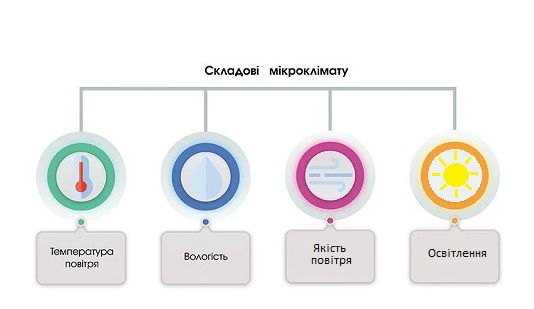 Складові мікроклімату
Температура
повітря
Вологість
Якість
повітря
Освітлення